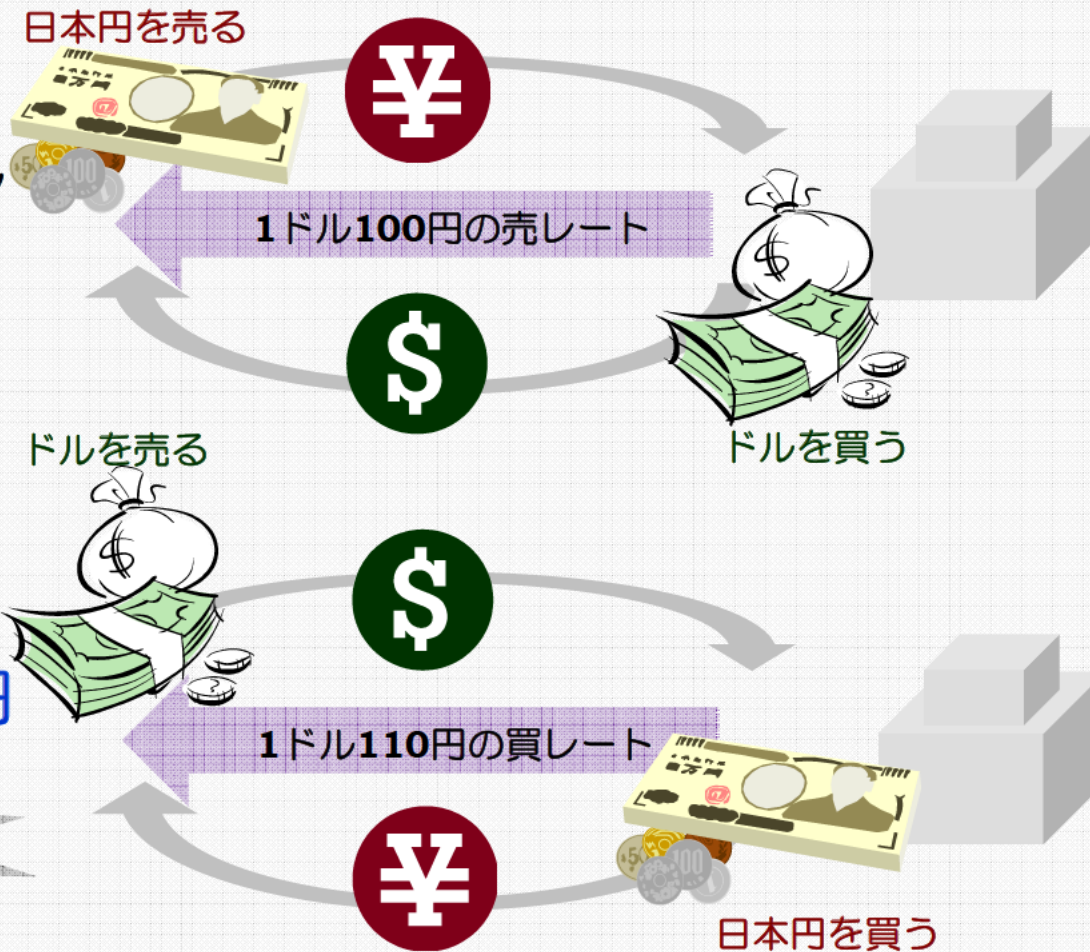 日本円を売る
¥
1ドル100円の売レート
$
ドルを買う
ドルを売る
$
円
1ドル110円の買レート
¥
日本円を買う